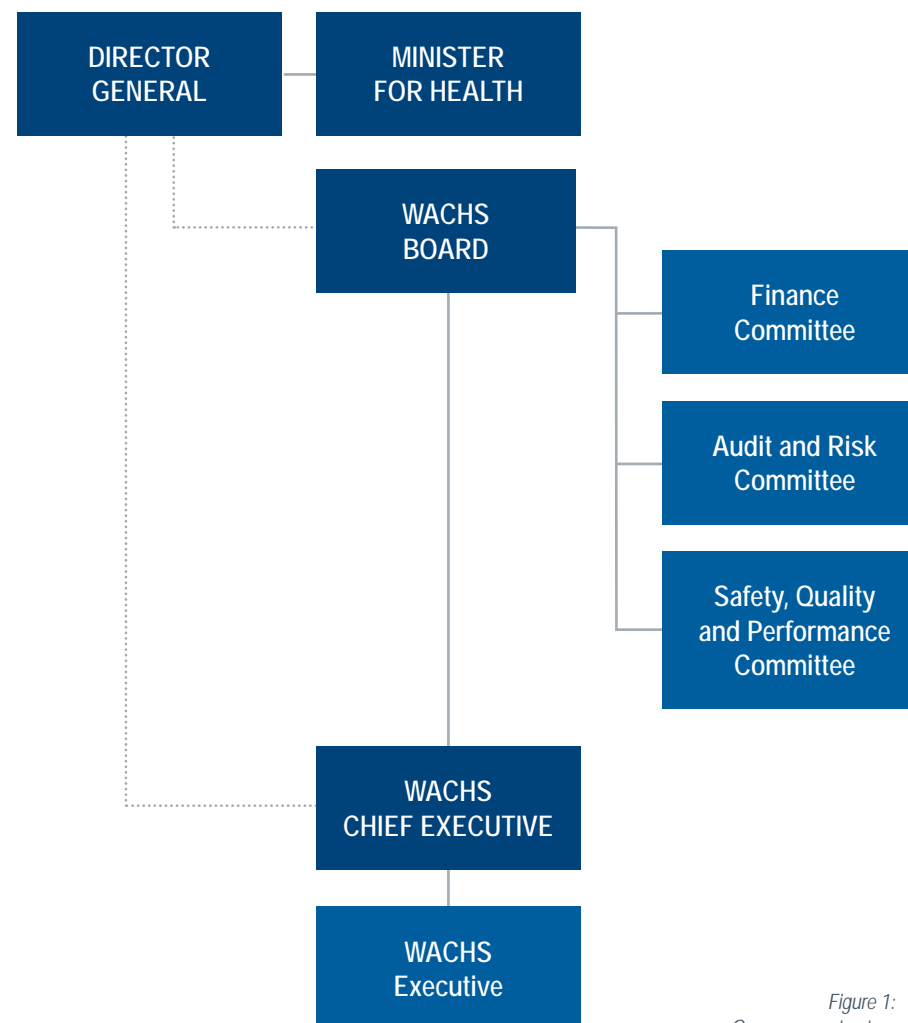 DIRECTOR
GENERAL
MINISTER
FOR HEALTH
WACHS
BOARD
Finance
Committee
Audit and Risk
Committee
Safety, Quality
and Performance
Committee
WACHS
CHIEF EXECUTIVE
WACHS
Executive
Figure 1: